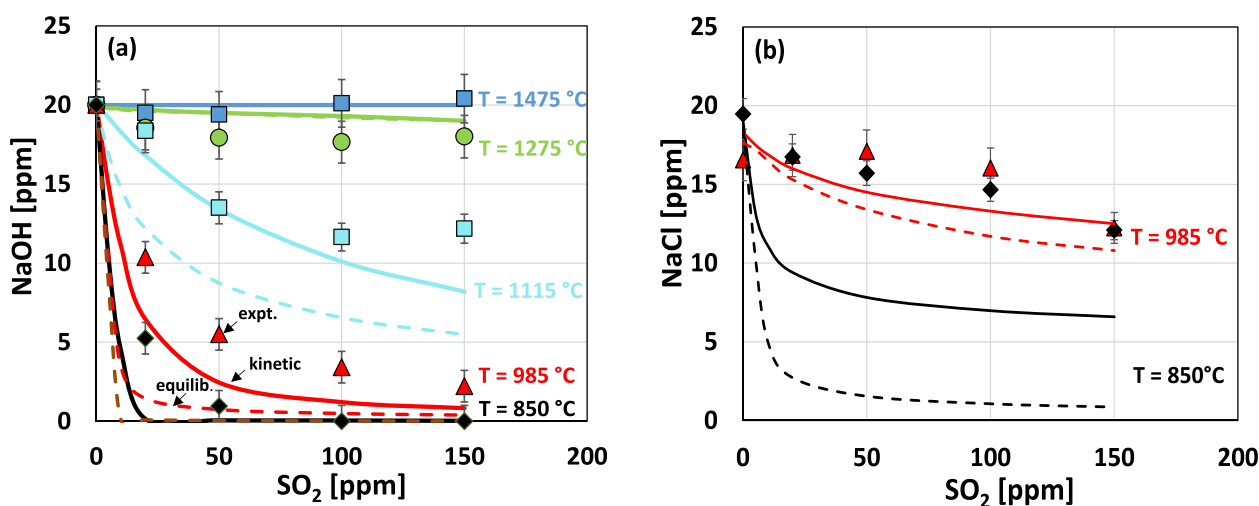 (a)
NaOH [ppm]
25
20
15
10
5
0
T = 1475 °C
T = 1275 °C
T = 1115 °C
expt.
kinetic
equilib.
T = 985 °C
T = 850 °C
0 50 100 150 200
SO2 [ppm]
(b)
NaCl [ppm]
25
20
15
10
5
0
T = 985 °C
T = 850°C
0 50 100 150 200
SO2 [ppm]